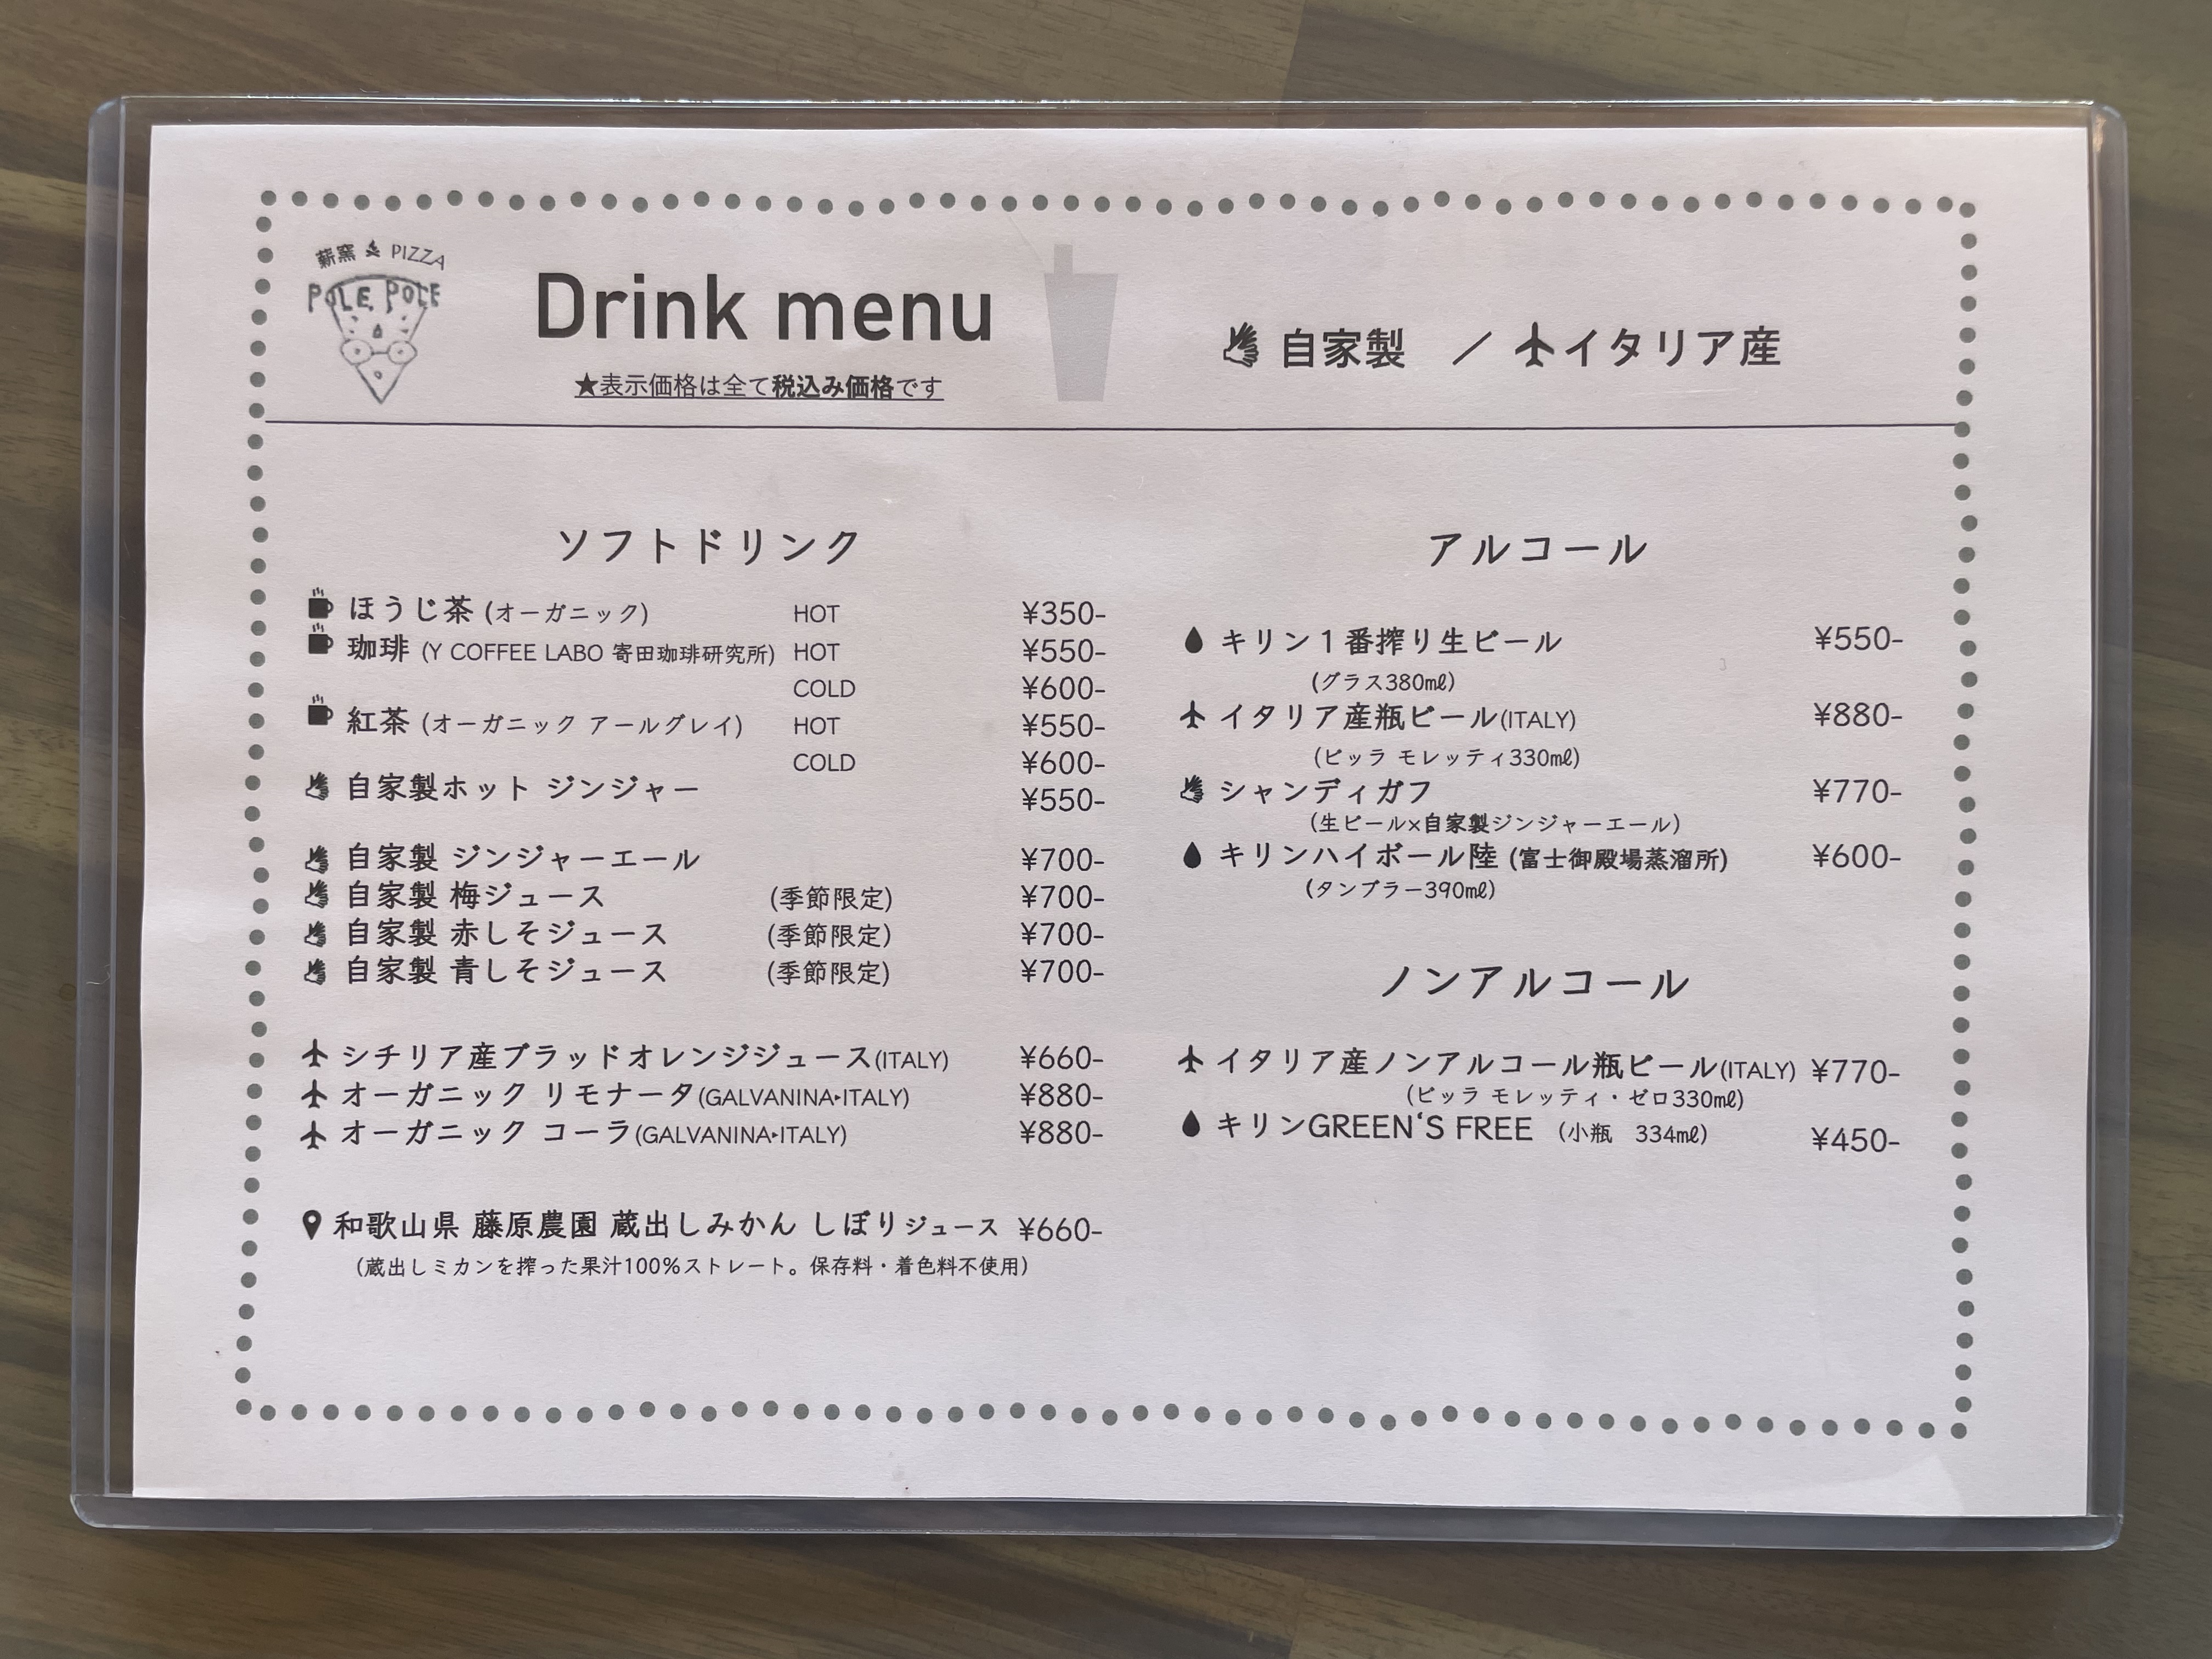 薪窯 PIZZA
POLE POLE
Drink menu
★表示価格は全て税込み価格です
自家製 ／ イタリア産
ソフトドリンク
ほうじ茶 (オーガニック) HOT ¥350-
珈琲 (Y COFFEE LABO 寄田珈琲研究所) HOT ¥550-
COLD ¥600-
紅茶 (オーガニック アールグレイ) HOT ¥550-
COLD ¥600-
自家製ホット ジンジャー ¥550-
自家製 ジンジャーエール ¥700-
自家製 梅ジュース (季節限定) ¥700-
自家製 赤しそジュース (季節限定) ¥700-
自家製 青しそジュース (季節限定) ¥700-
シチリア産ブラッドオレンジジュース(ITALY) ¥660-
オーガニック リモナータ(GALVANINA▸ITALY) ¥880-
オーガニック コーラ(GALVANINA▸ITALY) ¥880-
和歌山県 藤原農園 蔵出しみかん しぼりジュース ¥660-
(蔵出しミカンを搾った果汁100%ストレート。保存料・着色料不使用)
アルコール
キリン1番搾り生ビール ¥550-
(グラス380㎖)
イタリア産瓶ビール(ITALY) ¥880-
(ビッラ モレッティ330㎖)
シャンディガフ ¥770-
(生ビール×自家製ジンジャーエール)
キリンハイボール陸 (富士御殿場蒸溜所) ¥600-
(タンブラー390㎖)
ノンアルコール
イタリア産ノンアルコール瓶ビール(ITALY) ¥770-
(ビッラ モレッティ・ゼロ330㎖)
キリンGREEN‘S FREE (小瓶 334㎖) ¥450-